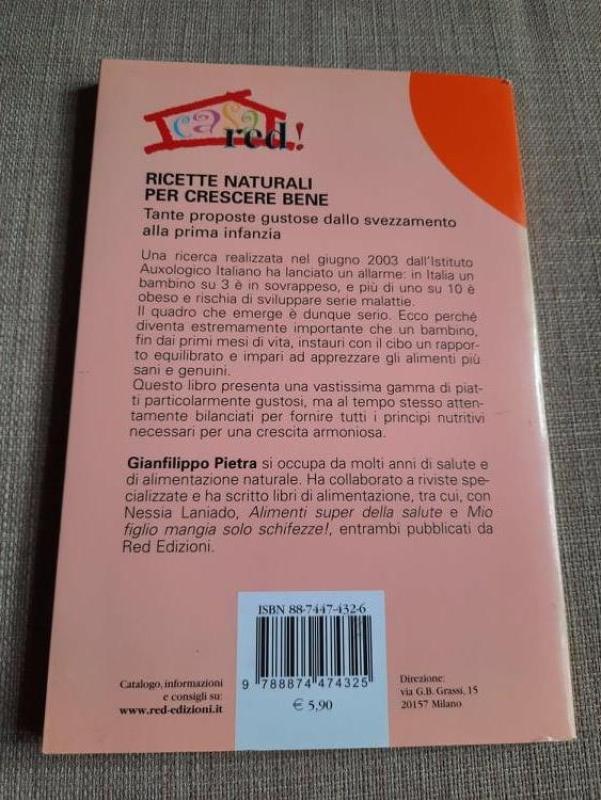 casa
red!
RICETTE NATURALI
PER CRESCERE BENE
Tante proposte gustose dallo svezzamento
alla prima infanzia
Una ricerca realizzata nel giugno 2003 dall'Istituto
Auxologico Italiano ha lanciato un allarme: in Italia un
bambino su 3 è in sovrappeso, e più di uno su 10 è
obeso e rischia di sviluppare serie malattie.
Il quadro che emerge è dunque serio. Ecco perché
diventa estremamente importante che un bambino,
fin dai primi mesi di vita, instauri con il cibo un rappor-
to equilibrato e impari ad apprezzare gli alimenti più
sani e genuini.
Questo libro presenta una vastissima gamma di piat-
ti particolarmente gustosi, ma al tempo stesso atten-
tamente bilanciati per fornire tutti i principi nutritivi
necessari per una crescita armoniosa.
Gianfilippo Pietra si occupa da molti anni di salute e
di alimentazione naturale. Ha collaborato a riviste spe-
cializzate e ha scritto libri di alimentazione, tra cui, con
Nessia Laniado, Alimenti super della salute e Mio
figlio mangia solo schifezze!, entrambi pubblicati da
Red Edizioni.
ISBN 88-7447-432-6
9 788874 474325
€ 5,90
Catalogo, informazioni
e consigli su:
www.red-edizioni.it
Direzione:
via G.B. Grassi, 15
20157 Milano